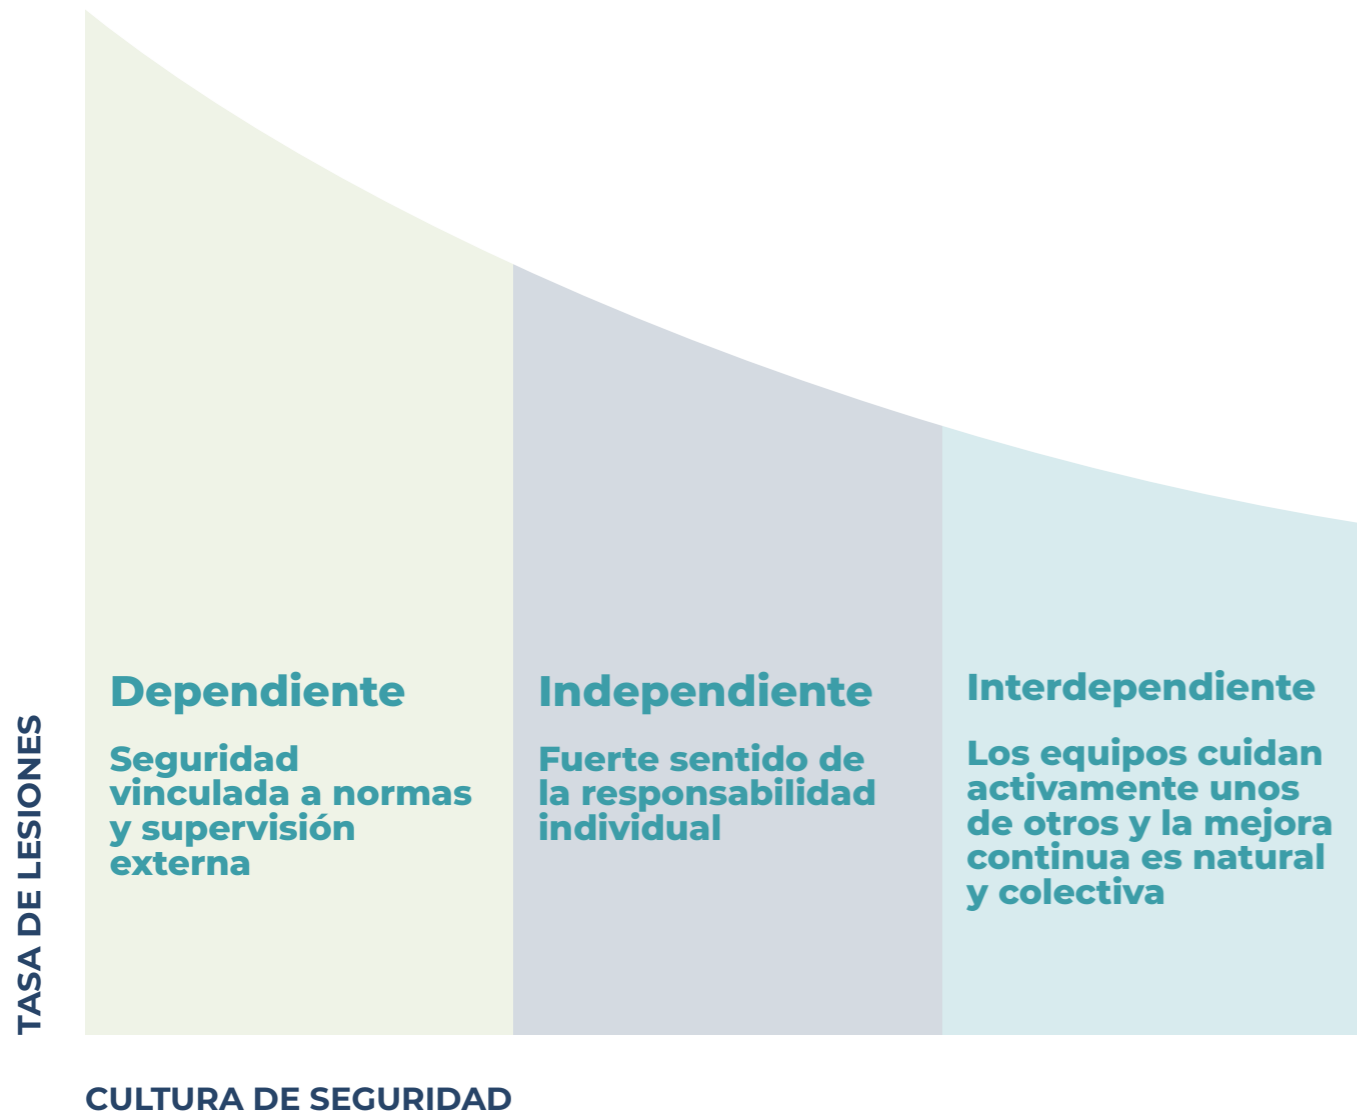 TASA DE LESIONES
Dependiente
Seguridad
vinculada a normas
y supervisión
externa
Independiente
Fuerte sentido de
la responsabilidad
individual
Interdependiente
Los equipos cuidan
activamente unos
de otros y la mejora
continua es natural
y colectiva
CULTURA DE SEGURIDAD